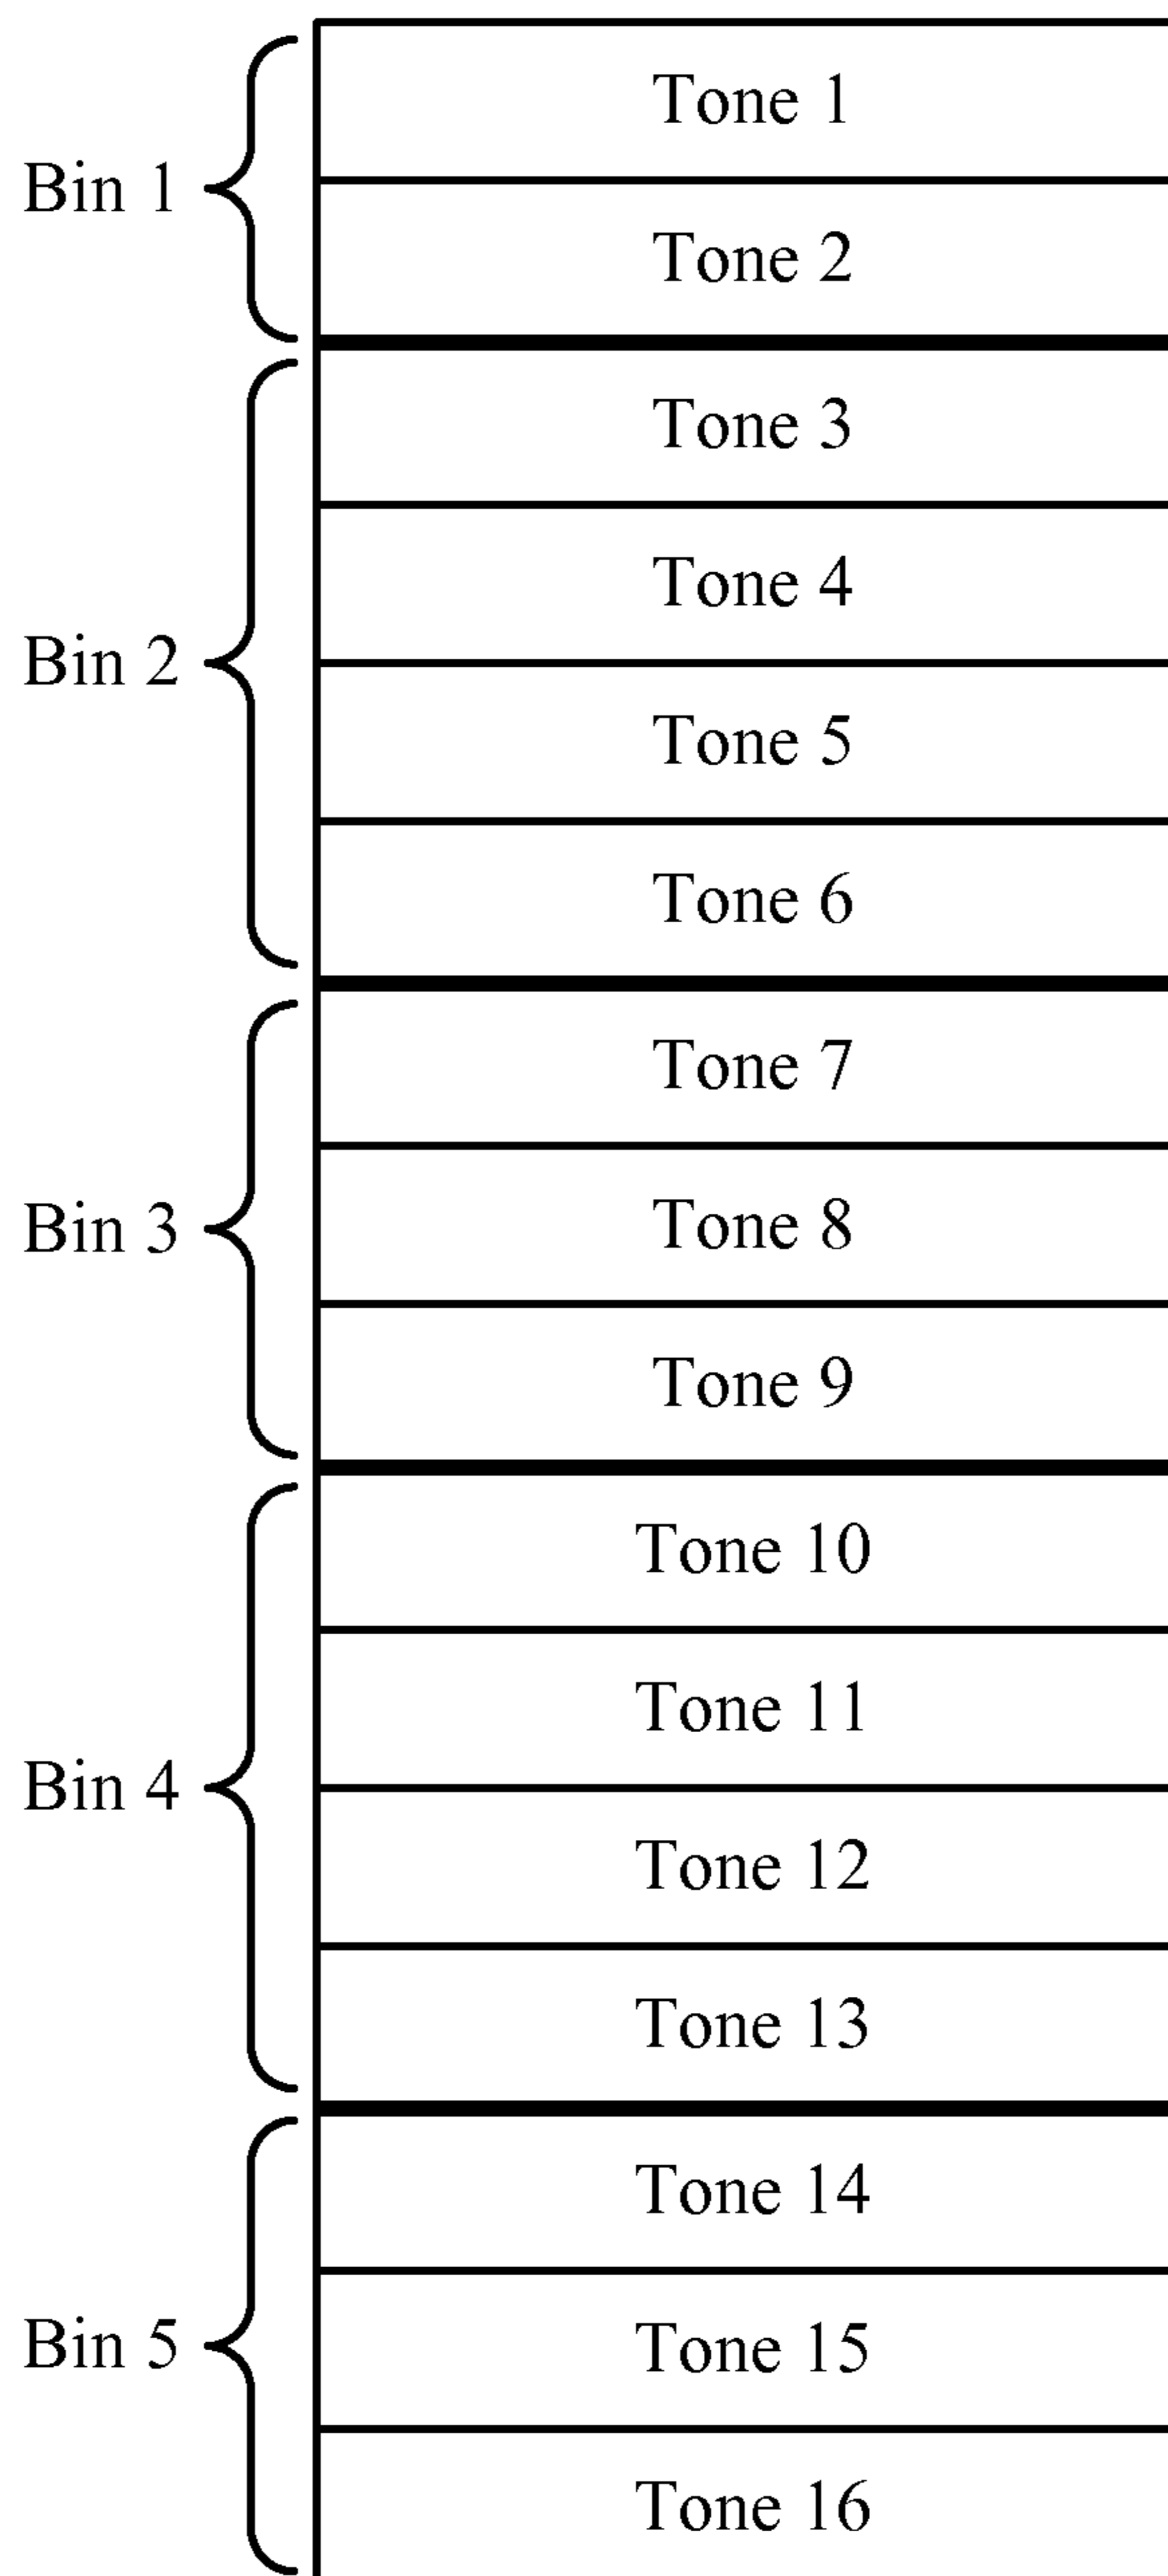 Tone 1
Bin 1
Tone 2
Tone 3
Tone 4
Bin 2
Tone 5
Tone 6
Tone 7
Bin 3
Tone 8
Tone 9
Tone 10
Tone 11
Bin 4
Tone 12
Tone 13
Tone 14
Bin 5
Tone 15
Tone 16